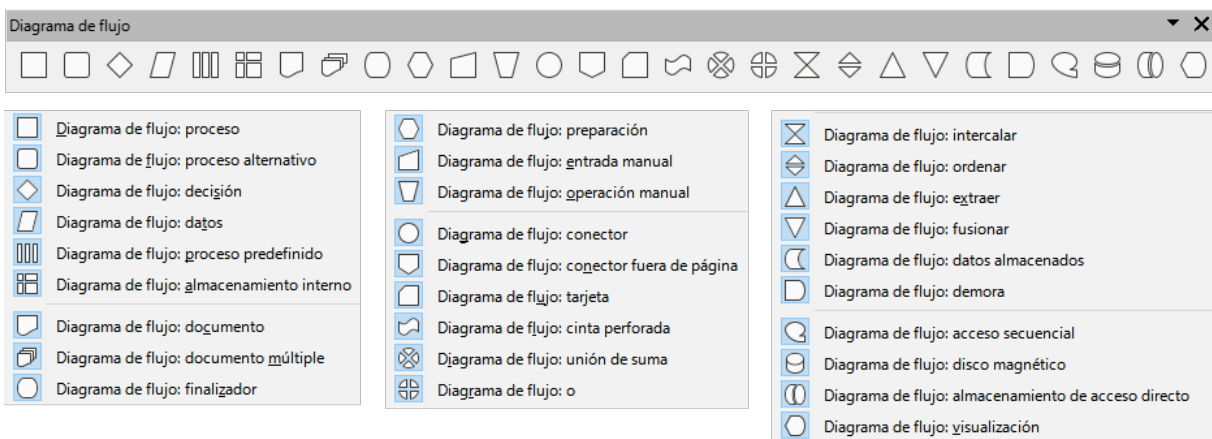 Diagrama de flujo
Diagrama de flujo: proceso
Diagrama de flujo: proceso alternativo
Diagrama de flujo: decisión
Diagrama de flujo: datos
Diagrama de flujo: proceso predefinido
Diagrama de flujo: almacenamiento interno
Diagrama de flujo: documento
Diagrama de flujo: documento múltiple
Diagrama de flujo: finalizador
Diagrama de flujo: preparación
Diagrama de flujo: entrada manual
Diagrama de flujo: operación manual
Diagrama de flujo: conector
Diagrama de flujo: conector fuera de página
Diagrama de flujo: tarjeta
Diagrama de flujo: cinta perforada
Diagrama de flujo: unión de suma
Diagrama de flujo: o
Diagrama de flujo: intercalar
Diagrama de flujo: ordenar
Diagrama de flujo: extraer
Diagrama de flujo: fusionar
Diagrama de flujo: datos almacenados
Diagrama de flujo: demora
Diagrama de flujo: acceso secuencial
Diagrama de flujo: disco magnético
Diagrama de flujo: almacenamiento de acceso directo
Diagrama de flujo: visualización